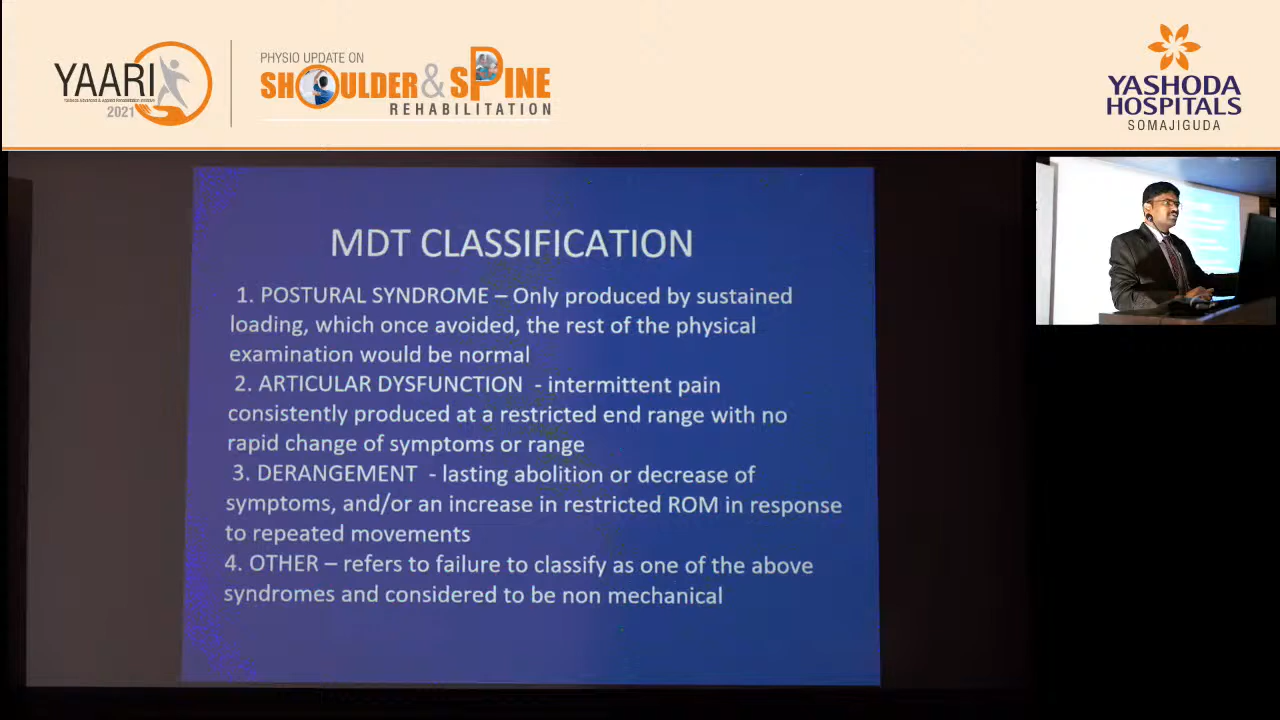 YAARI
2021
PHYSIO UPDATE ON
SHOULDER & SPINE
REHABILITATION
YASHODA
HOSPITALS
SOMAJIGUDA
MDT CLASSIFICATION
1. POSTURAL SYNDROME – Only produced by sustained
loading, which once avoided, the rest of the physical
examination would be normal
2. ARTICULAR DYSFUNCTION - intermittent pain
consistently produced at a restricted end range with no
rapid change of symptoms or range
3. DERANGEMENT - lasting abolition or decrease of
symptoms, and/or an increase in restricted ROM in response
to repeated movements
4. OTHER – refers to failure to classify as one of the above
syndromes and considered to be non mechanical